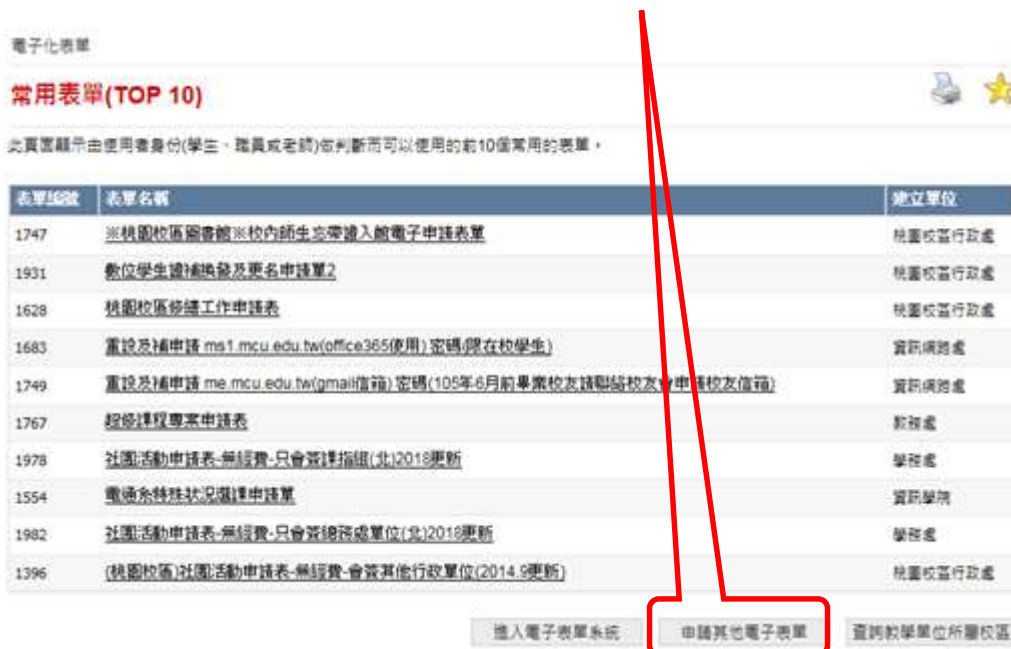 電子化表單
常用表單(TOP 10)
此頁面顯示由使用者身份(學生、職員或老師)做判斷而可以使用的前10個常用的表單。
表單編號 表單名稱 建立單位
1747 ※桃園校區圖書館※校內師生忘帶證入館電子申請表單 桃園校區行政處
1931 數位學生證補換發及更名申請單2 桃園校區行政處
1628 桃園校區修繕工作申請表 桃園校區行政處
1683 重設及補申請 ms1.mcu.edu.tw(office365使用) 密碼(限在校學生) 資訊網路處
1749 重設及補申請 me.mcu.edu.tw(gmail信箱) 密碼(105年6月前畢業校友請聯絡校友會申請校友信箱) 資訊網路處
1767 超修課程專案申請表 教務處
1978 社團活動申請表-無經費-只會簽課指組(北)2018更新 學務處
1554 電通系特殊狀況選課申請單 資訊學院
1982 社團活動申請表-無經費-只會簽總務處單位(北)2018更新 學務處
1396 (桃園校區)社團活動申請表-無經費-會簽其他行政單位(2014.9更新) 桃園校區行政處
進入電子表單系統 申請其他電子表單 查詢教學單位所屬校區